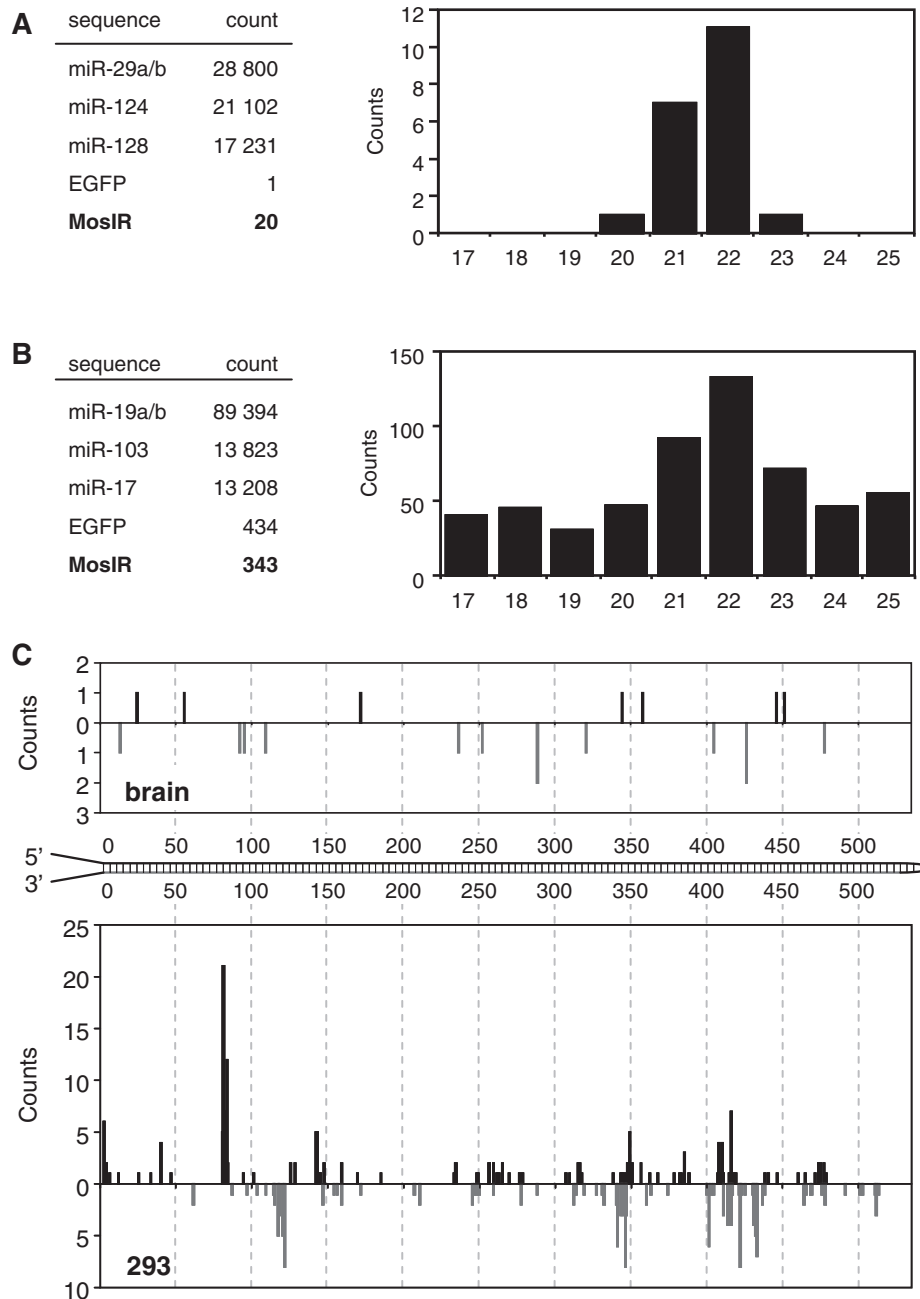 A
sequence count
miR-29a/b 28 800
miR-124 21 102
miR-128 17 231
EGFP 1
MosIR 20
Counts
12
10
8
6
4
2
0
17 18 19 20 21 22 23 24 25
B
sequence count
miR-19a/b 89 394
miR-103 13 823
miR-17 13 208
EGFP 434
MosIR 343
Counts
150
100
50
0
17 18 19 20 21 22 23 24 25
C
Counts
2
1
0
1
2
3
brain
0 50 100 150 200 250 300 350 400 450 500
5’
3’
0 50 100 150 200 250 300 350 400 450 500
Counts
25
20
15
10
5
0
5
10
293